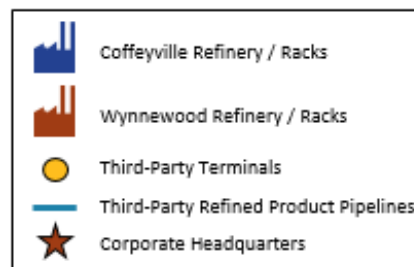 Coffeyville Refinery / Racks
Wynnewood Refinery / Racks
Third-Party Terminals
Third-Party Refined Product Pipelines
Corporate Headquarters